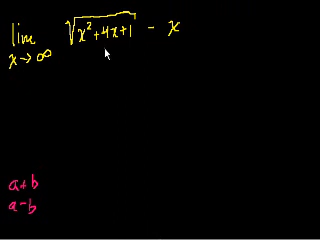 lim √(x²+4x+1) - x
x→∞
a+b
a-b